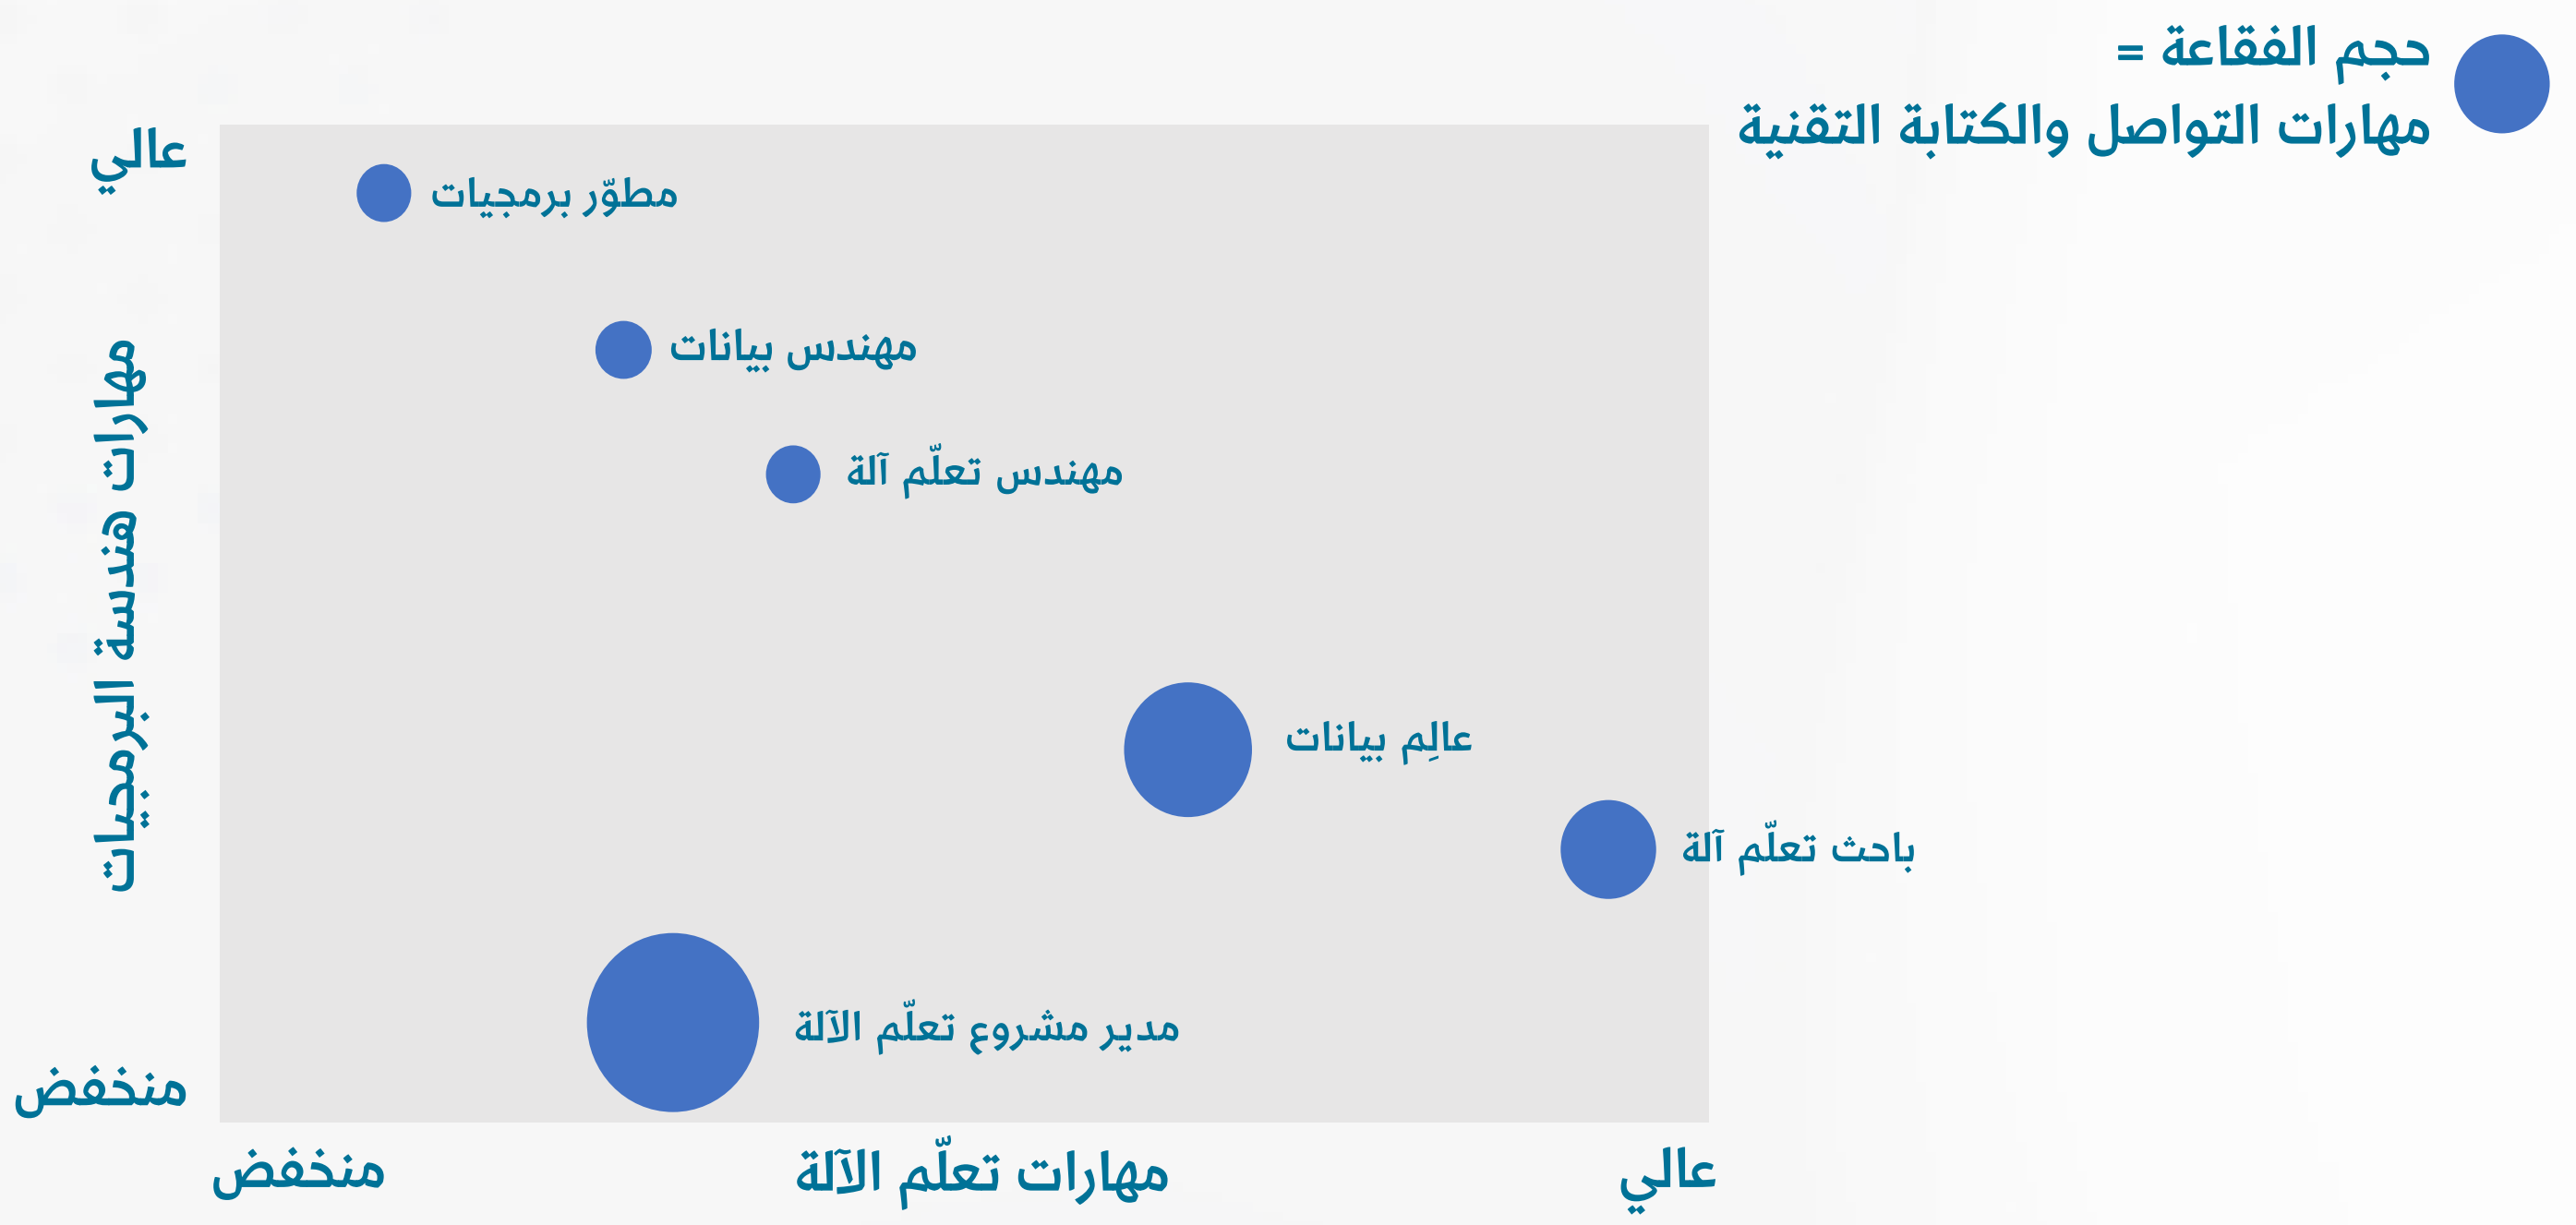 حجم الفقاعة =
مهارات التواصل والكتابة التقنية
عالي
مطوّر برمجيات
مهندس بيانات
مهندس تعلّم آلة
مهارات هندسة البرمجيات
عالِم بيانات
باحث تعلّم آلة
مدير مشروع تعلّم الآلة
منخفض
منخفض
مهارات تعلّم الآلة
عالي